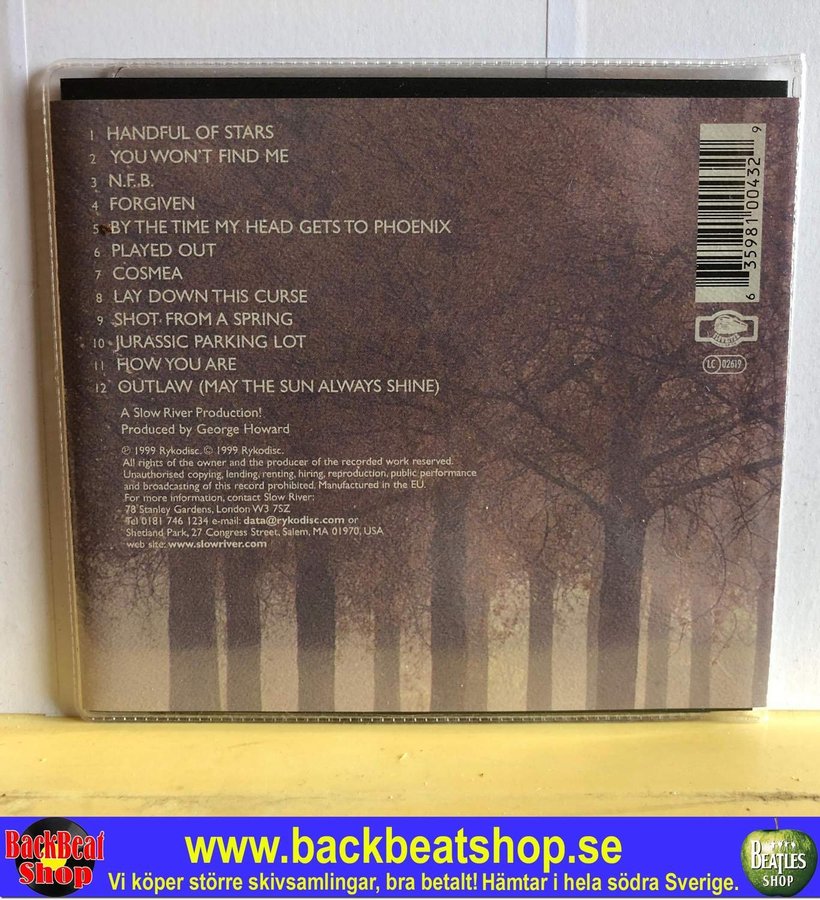 1 HANDFUL OF STARS
2 YOU WON'T FIND ME
3 N.F.B.
4 FORGIVEN
5 BY THE TIME MY HEAD GETS TO PHOENIX
6 PLAYED OUT
7 COSMEA
8 LAY DOWN THIS CURSE
9 SHOT FROM A SPRING
10 JURASSIC PARKING LOT
11 HOW YOU ARE
12 OUTLAW (MAY THE SUN ALWAYS SHINE)
A Slow River Production!
Produced by George Howard
℗ 1999 Rykodisc. © 1999 Rykodisc.
All rights of the owner and the producer of the recorded work reserved.
Unauthorised copying, lending, renting, hiring, reproduction, public performance
and broadcasting of this record prohibited. Manufactured in the EU.
For more information, contact Slow River:
78 Stanley Gardens, London W3 7SZ
Tel 0181 746 1234 e-mail: data@rykodisc.com or
Shetland Park, 27 Congress Street, Salem, MA 01970, USA
web site: www.slowriver.com
6 35981 00432 9
LC 02619
BackBeat
Shop
www.backbeatshop.se
Vi köper större skivsamlingar, bra betalt! Hämtar i hela södra Sverige.
BEATLES
SHOP